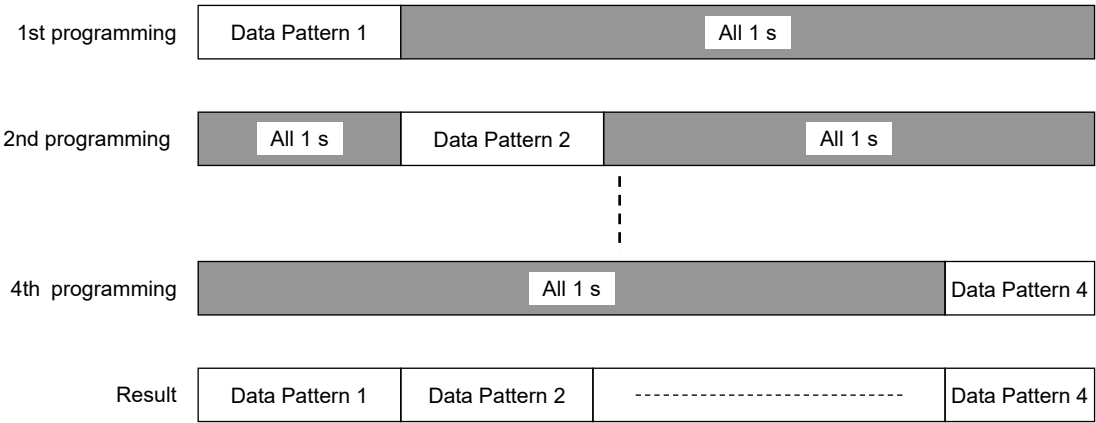 1st programming Data Pattern 1 All 1 s
2nd programming All 1 s Data Pattern 2 All 1 s
4th programming All 1 s Data Pattern 4
Result Data Pattern 1 Data Pattern 2 Data Pattern 4